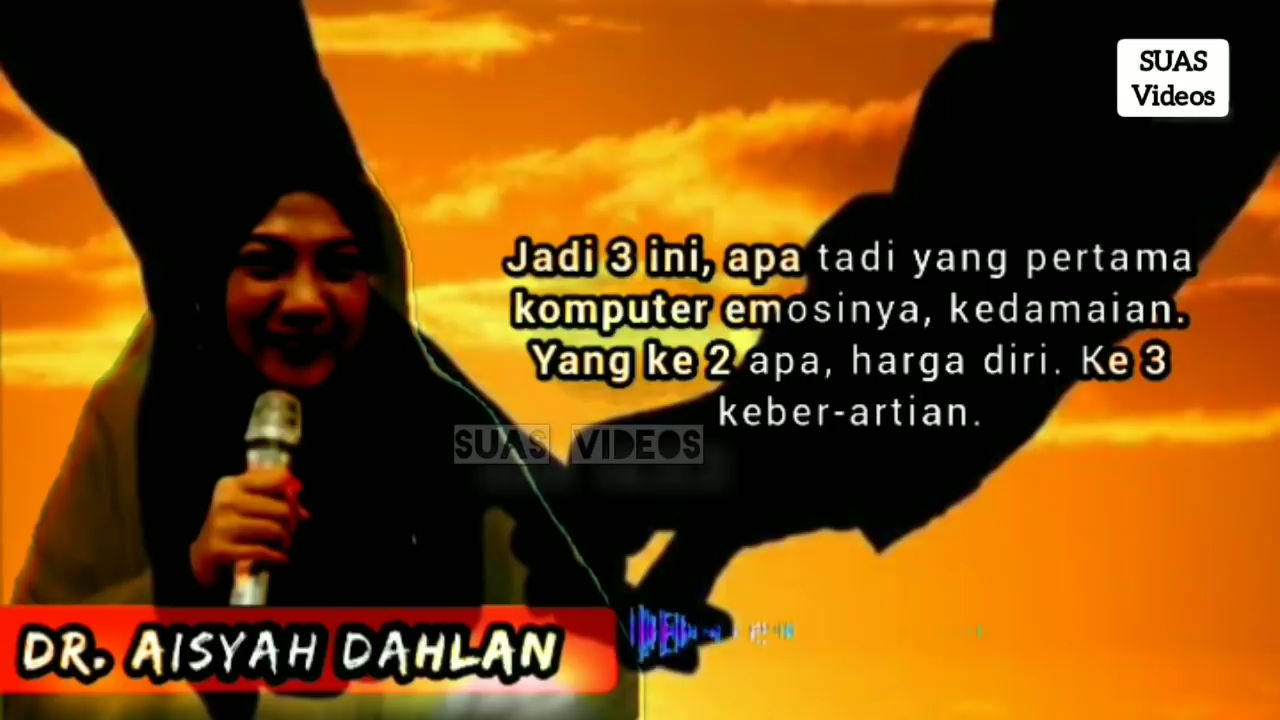 SUAS
Videos
Jadi 3 ini, apa tadi yang pertama
komputer emosinya, kedamaian.
Yang ke 2 apa, harga diri. Ke 3
keber-artian.
SUAS VIDEOS
DR. AISYAH DAHLAN